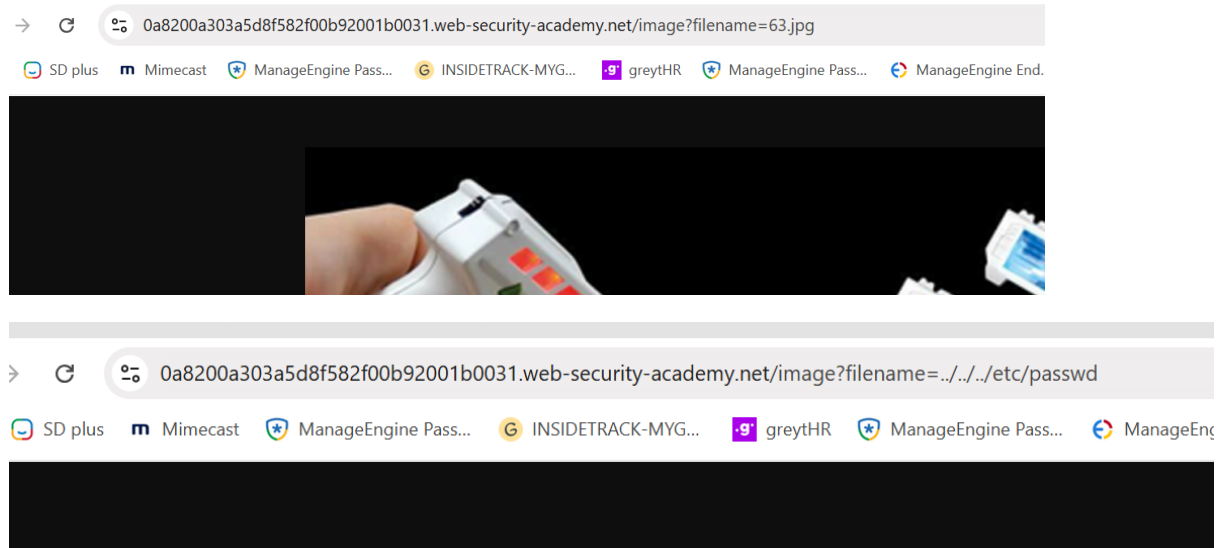 0a8200a303a5d8f582f00b92001b0031.web-security-academy.net/image?filename=63.jpg
SD plus m Mimecast ManageEngine Pass... G INSIDETRACK-MYG... .g. greytHR ManageEngine Pass... ManageEngine End.
0a8200a303a5d8f582f00b92001b0031.web-security-academy.net/image?filename=../../../etc/passwd
SD plus m Mimecast ManageEngine Pass... G INSIDETRACK-MYG... .g. greytHR ManageEngine Pass... ManageEng